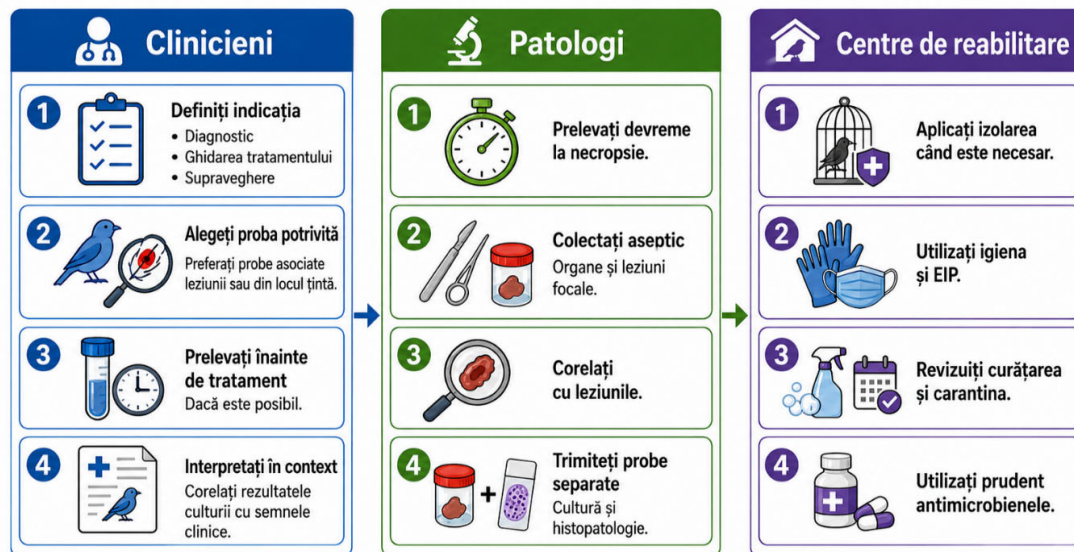 Clinicieni
1
Definiți indicația
• Diagnostic
• Ghidarea tratamentului
• Supraveghere
2
Alegeți proba potrivită
Preferați probe asociate
leziunii sau din locul țintă.
3
Prelevați înainte
de tratament
Dacă este posibil.
4
Interpretați în context
Corelați rezultatele
culturii cu semnele
clinice.
Patologi
1
Prelevați devreme
la necropsie.
2
Colectați aseptic
Organe și leziuni
focale.
3
Corelați
cu leziunile.
4
Trimiteți probe
separate
Cultură și
histopatologie.
Centre de reabilitare
1
Aplicați izolarea
când este necesar.
2
Utilizați igiena
și EIP.
3
Revizuiți curățarea
și carantina.
4
Utilizați prudent
antimicrobienele.